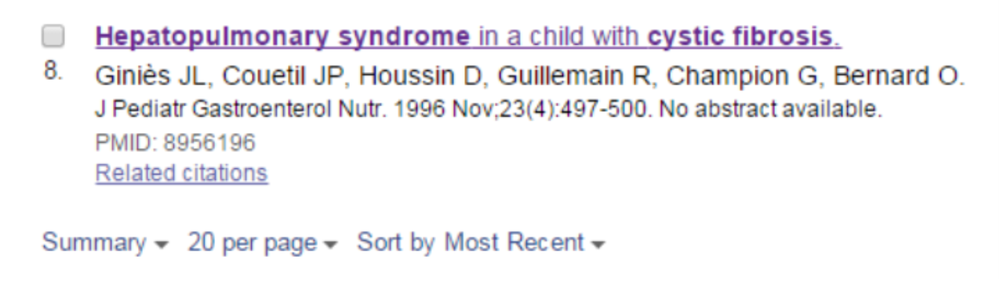 Hepatopulmonary syndrome in a child with cystic fibrosis.
8. Giniès JL, Couetil JP, Houssin D, Guillemain R, Champion G, Bernard O.
J Pediatr Gastroenterol Nutr. 1996 Nov;23(4):497-500. No abstract available.
PMID: 8956196
Related citations
Summary 20 per page Sort by Most Recent